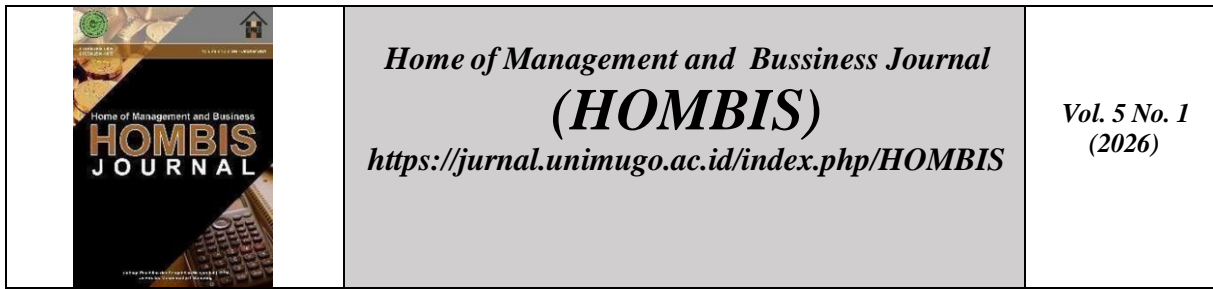 Home of Management and Business
HOMBIS
JOURNAL
Home of Management and Bussiness Journal
(HOMBIS)
https://jurnal.unimugo.ac.id/index.php/HOMBIS
Vol. 5 No. 1
(2026)